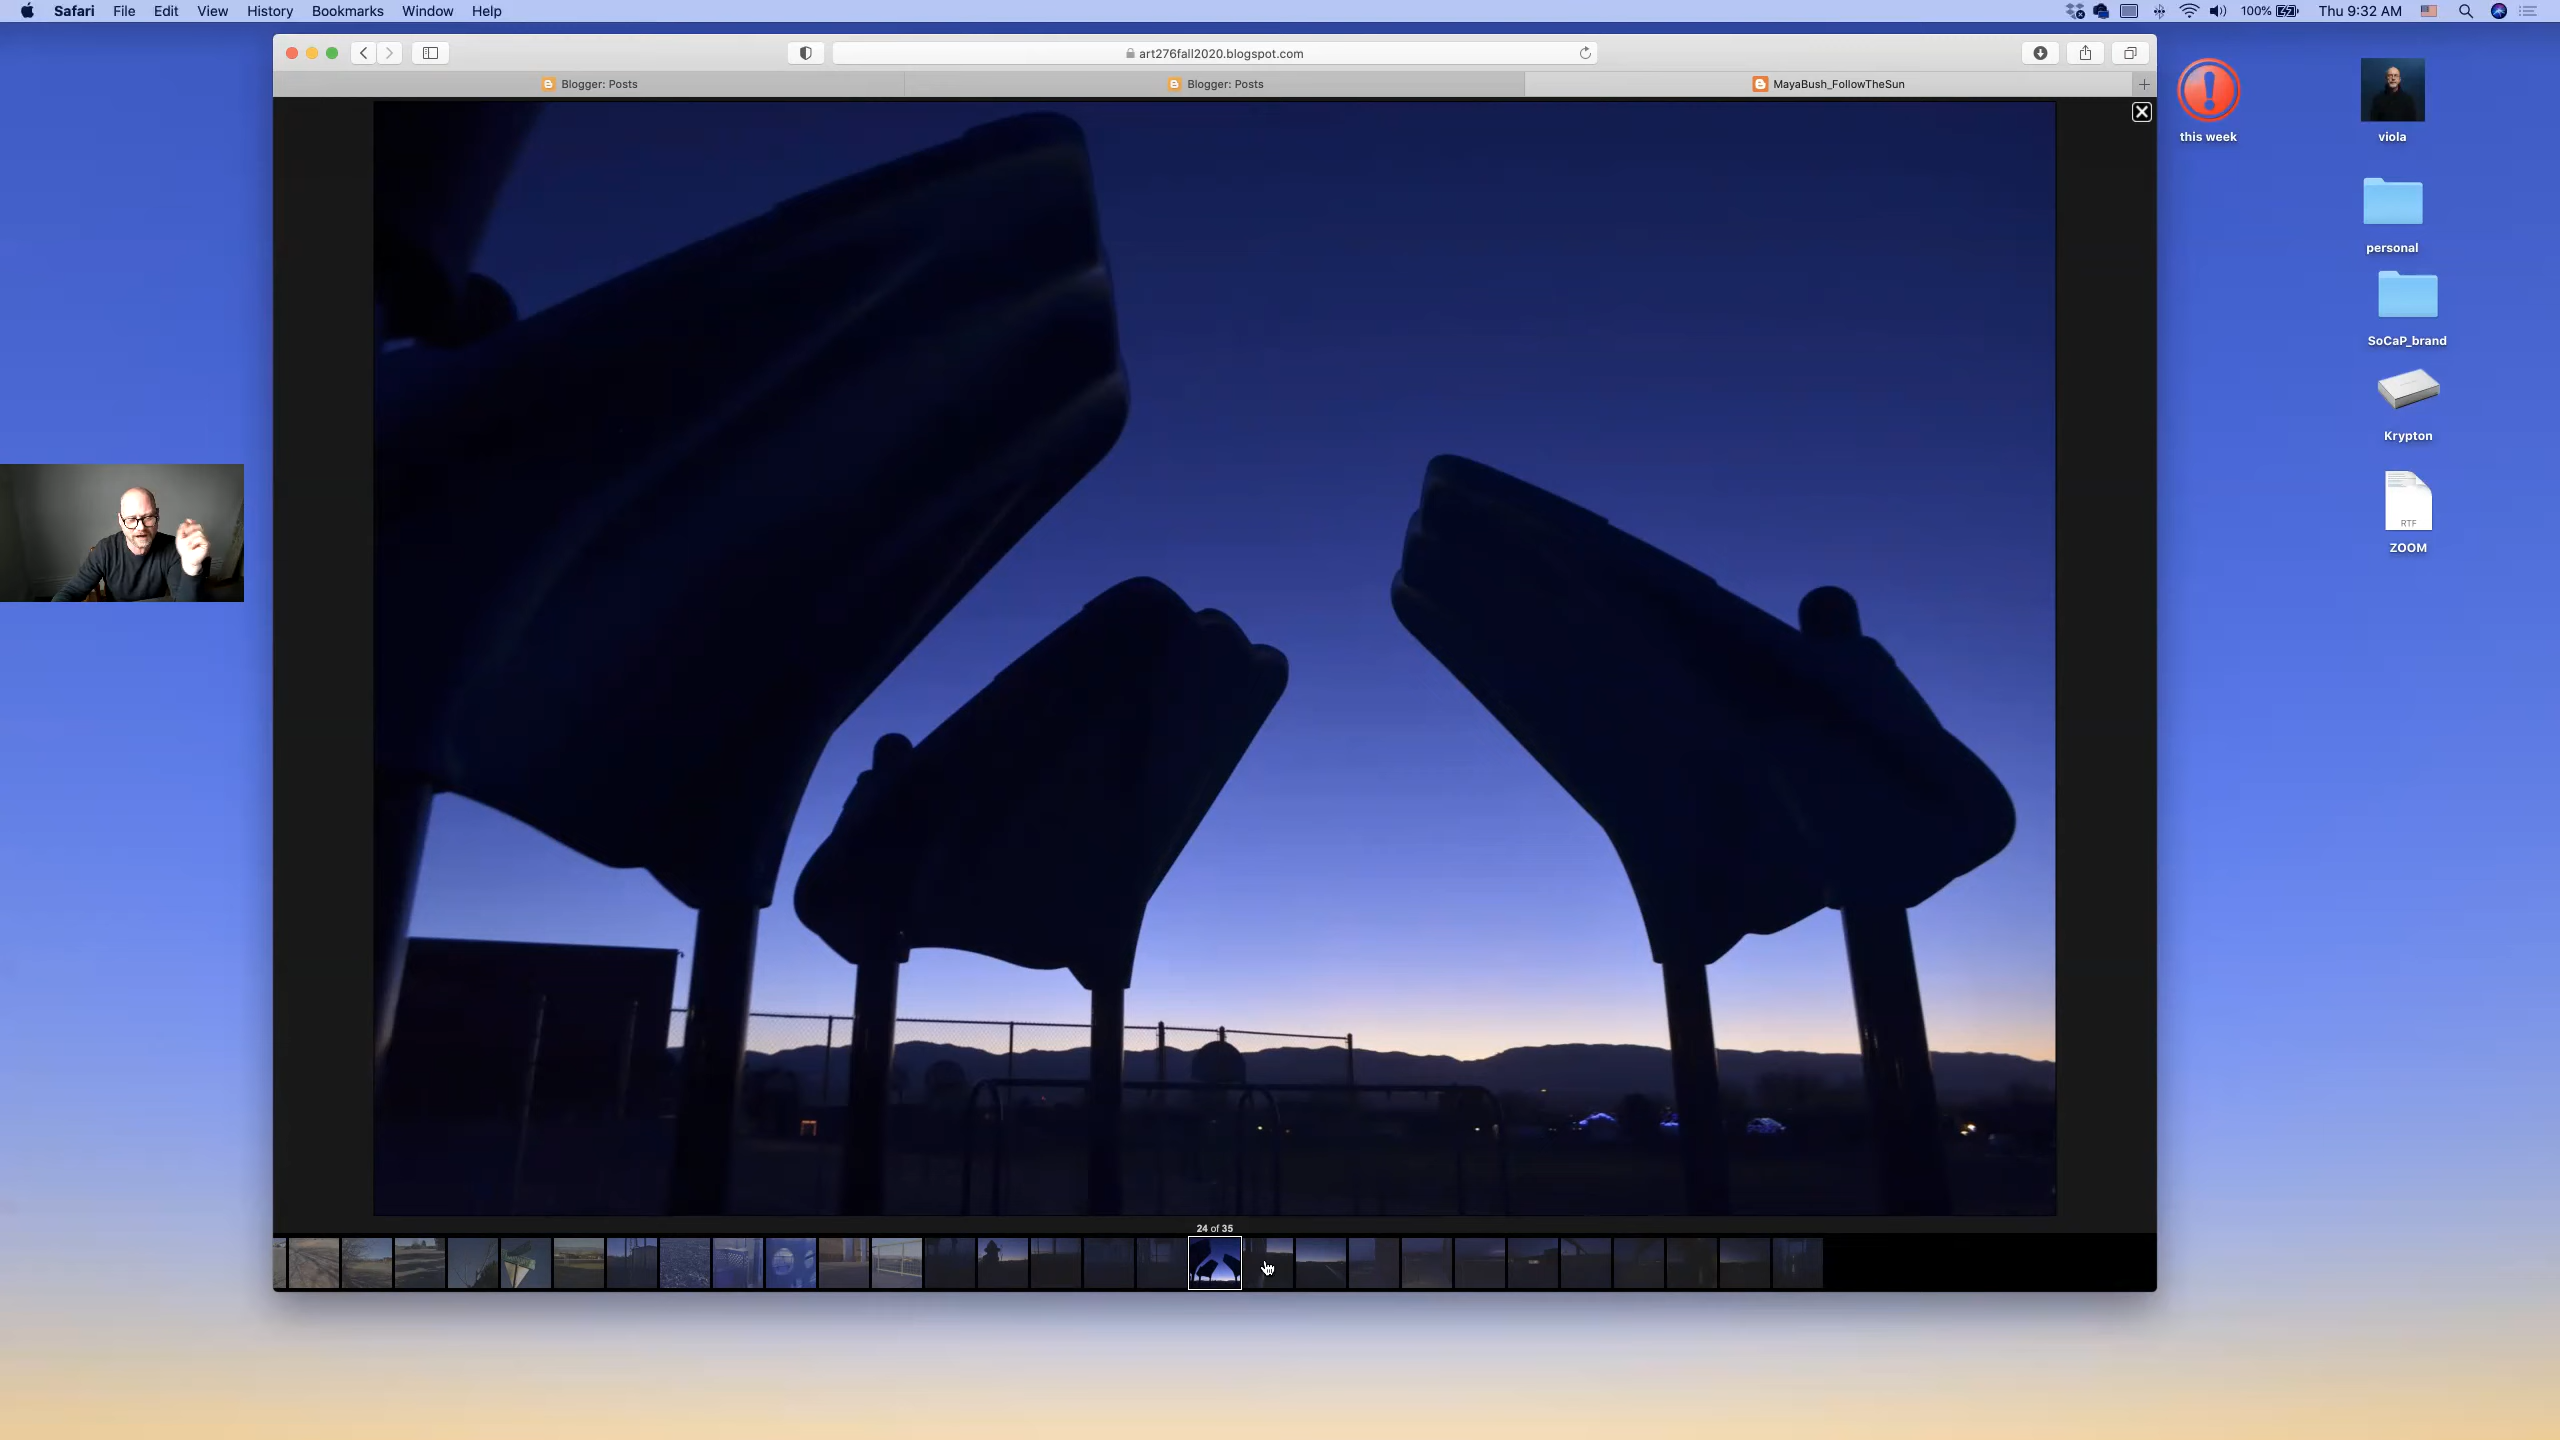 Safari File Edit View History Bookmarks Window Help
100% Thu 9:32 AM
art276fall2020.blogspot.com
Blogger: Posts
Blogger: Posts
MayaBush_FollowTheSun
this week
viola
personal
SoCaP_brand
Krypton
RTF
ZOOM
24 of 35